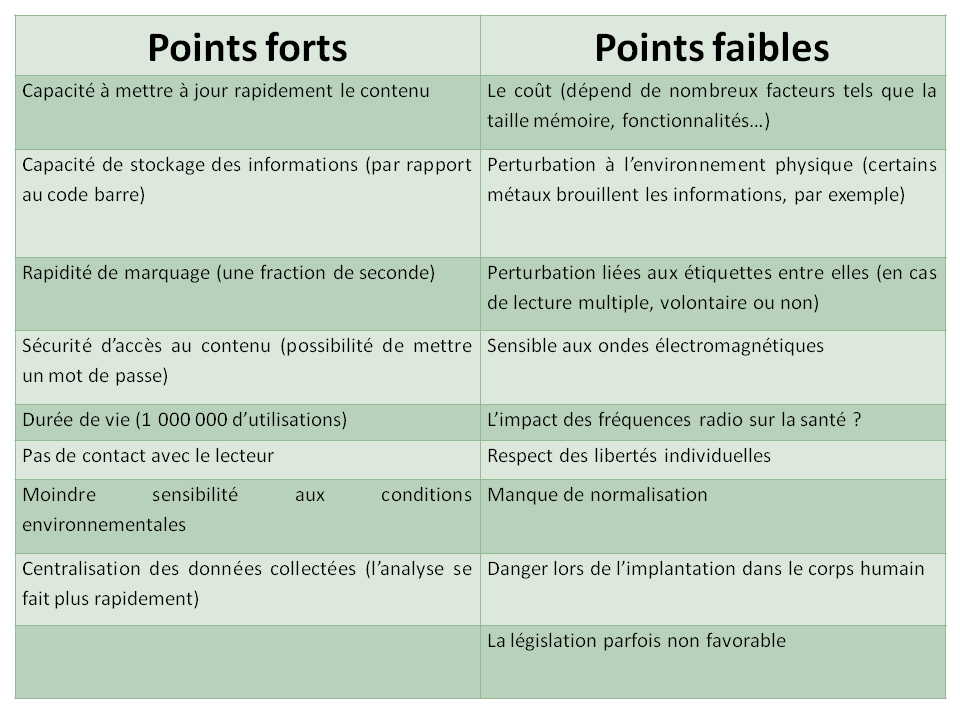 Points forts
Points faibles
Capacité à mettre à jour rapidement le contenu
Le coût (dépend de nombreux facteurs tels que la
taille mémoire, fonctionnalités...)
Capacité de stockage des informations (par rapport
au code barre)
Perturbation à l'environnement physique (certains
métaux brouillent les informations, par exemple)
Rapidité de marquage (une fraction de seconde)
Perturbation liées aux étiquettes entre elles (en cas
de lecture multiple, volontaire ou non)
Sécurité d'accès au contenu (possibilité de mettre
un mot de passe)
Sensible aux ondes électromagnétiques
Durée de vie (1 000 000 d'utilisations)
L'impact des fréquences radio sur la santé ?
Pas de contact avec le lecteur
Respect des libertés individuelles
Moindre sensibilité aux conditions
environnementales
Manque de normalisation
Centralisation des données collectées (l'analyse se
fait plus rapidement)
Danger lors de l'implantation dans le corps humain
La législation parfois non favorable